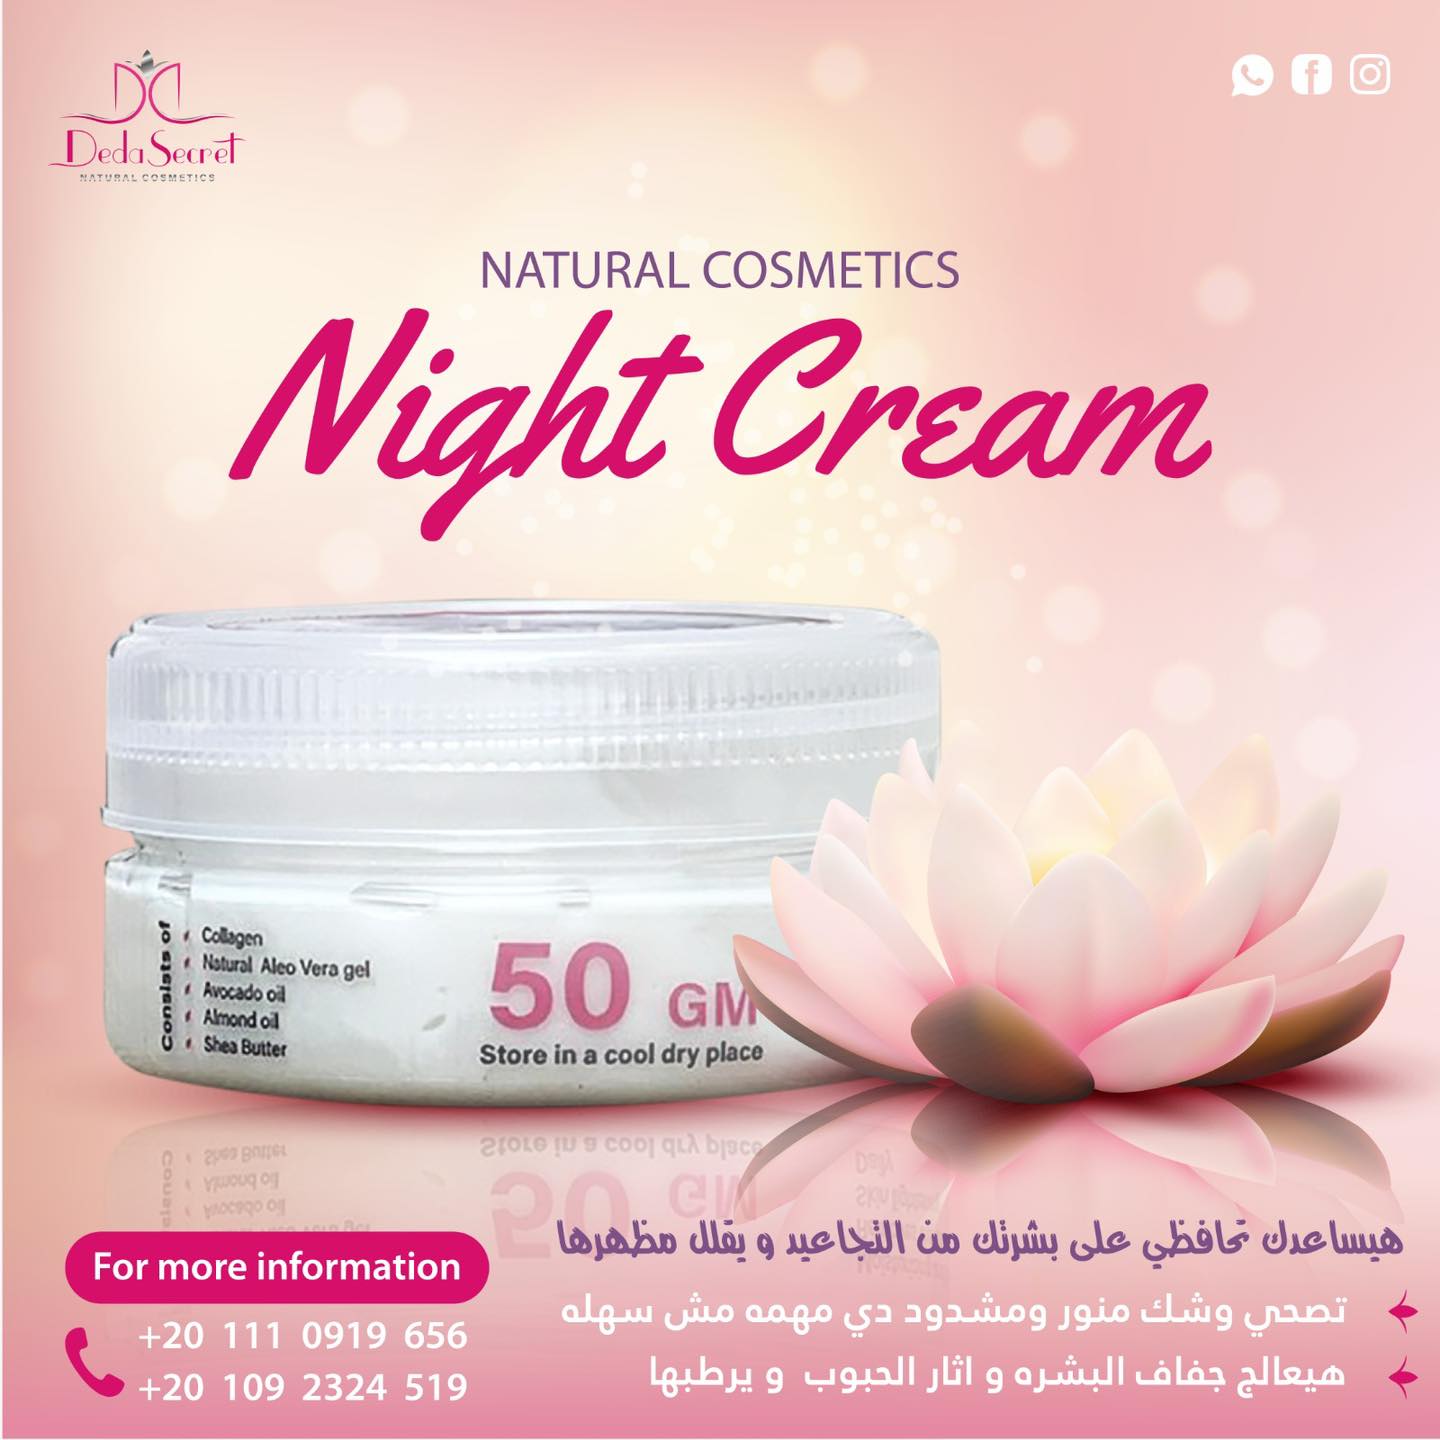 Deda Secret
NATURAL COSMETICS
NATURAL COSMETICS
Night Cream
Consists of
Collagen
Natural Aleo Vera gel
Avocado oil
Almond oil
Shea Butter
50 GM
Store in a cool dry place
هيساعدك تحافظي على بشرتك من التجاعيد و يقلل مظهرها
تصحي وشك منور ومشدود دي مهمه مش سهله
هيعالج جفاف البشره و اثار الحبوب و يرطبها
For more information
+20 111 0919 656
+20 109 2324 519